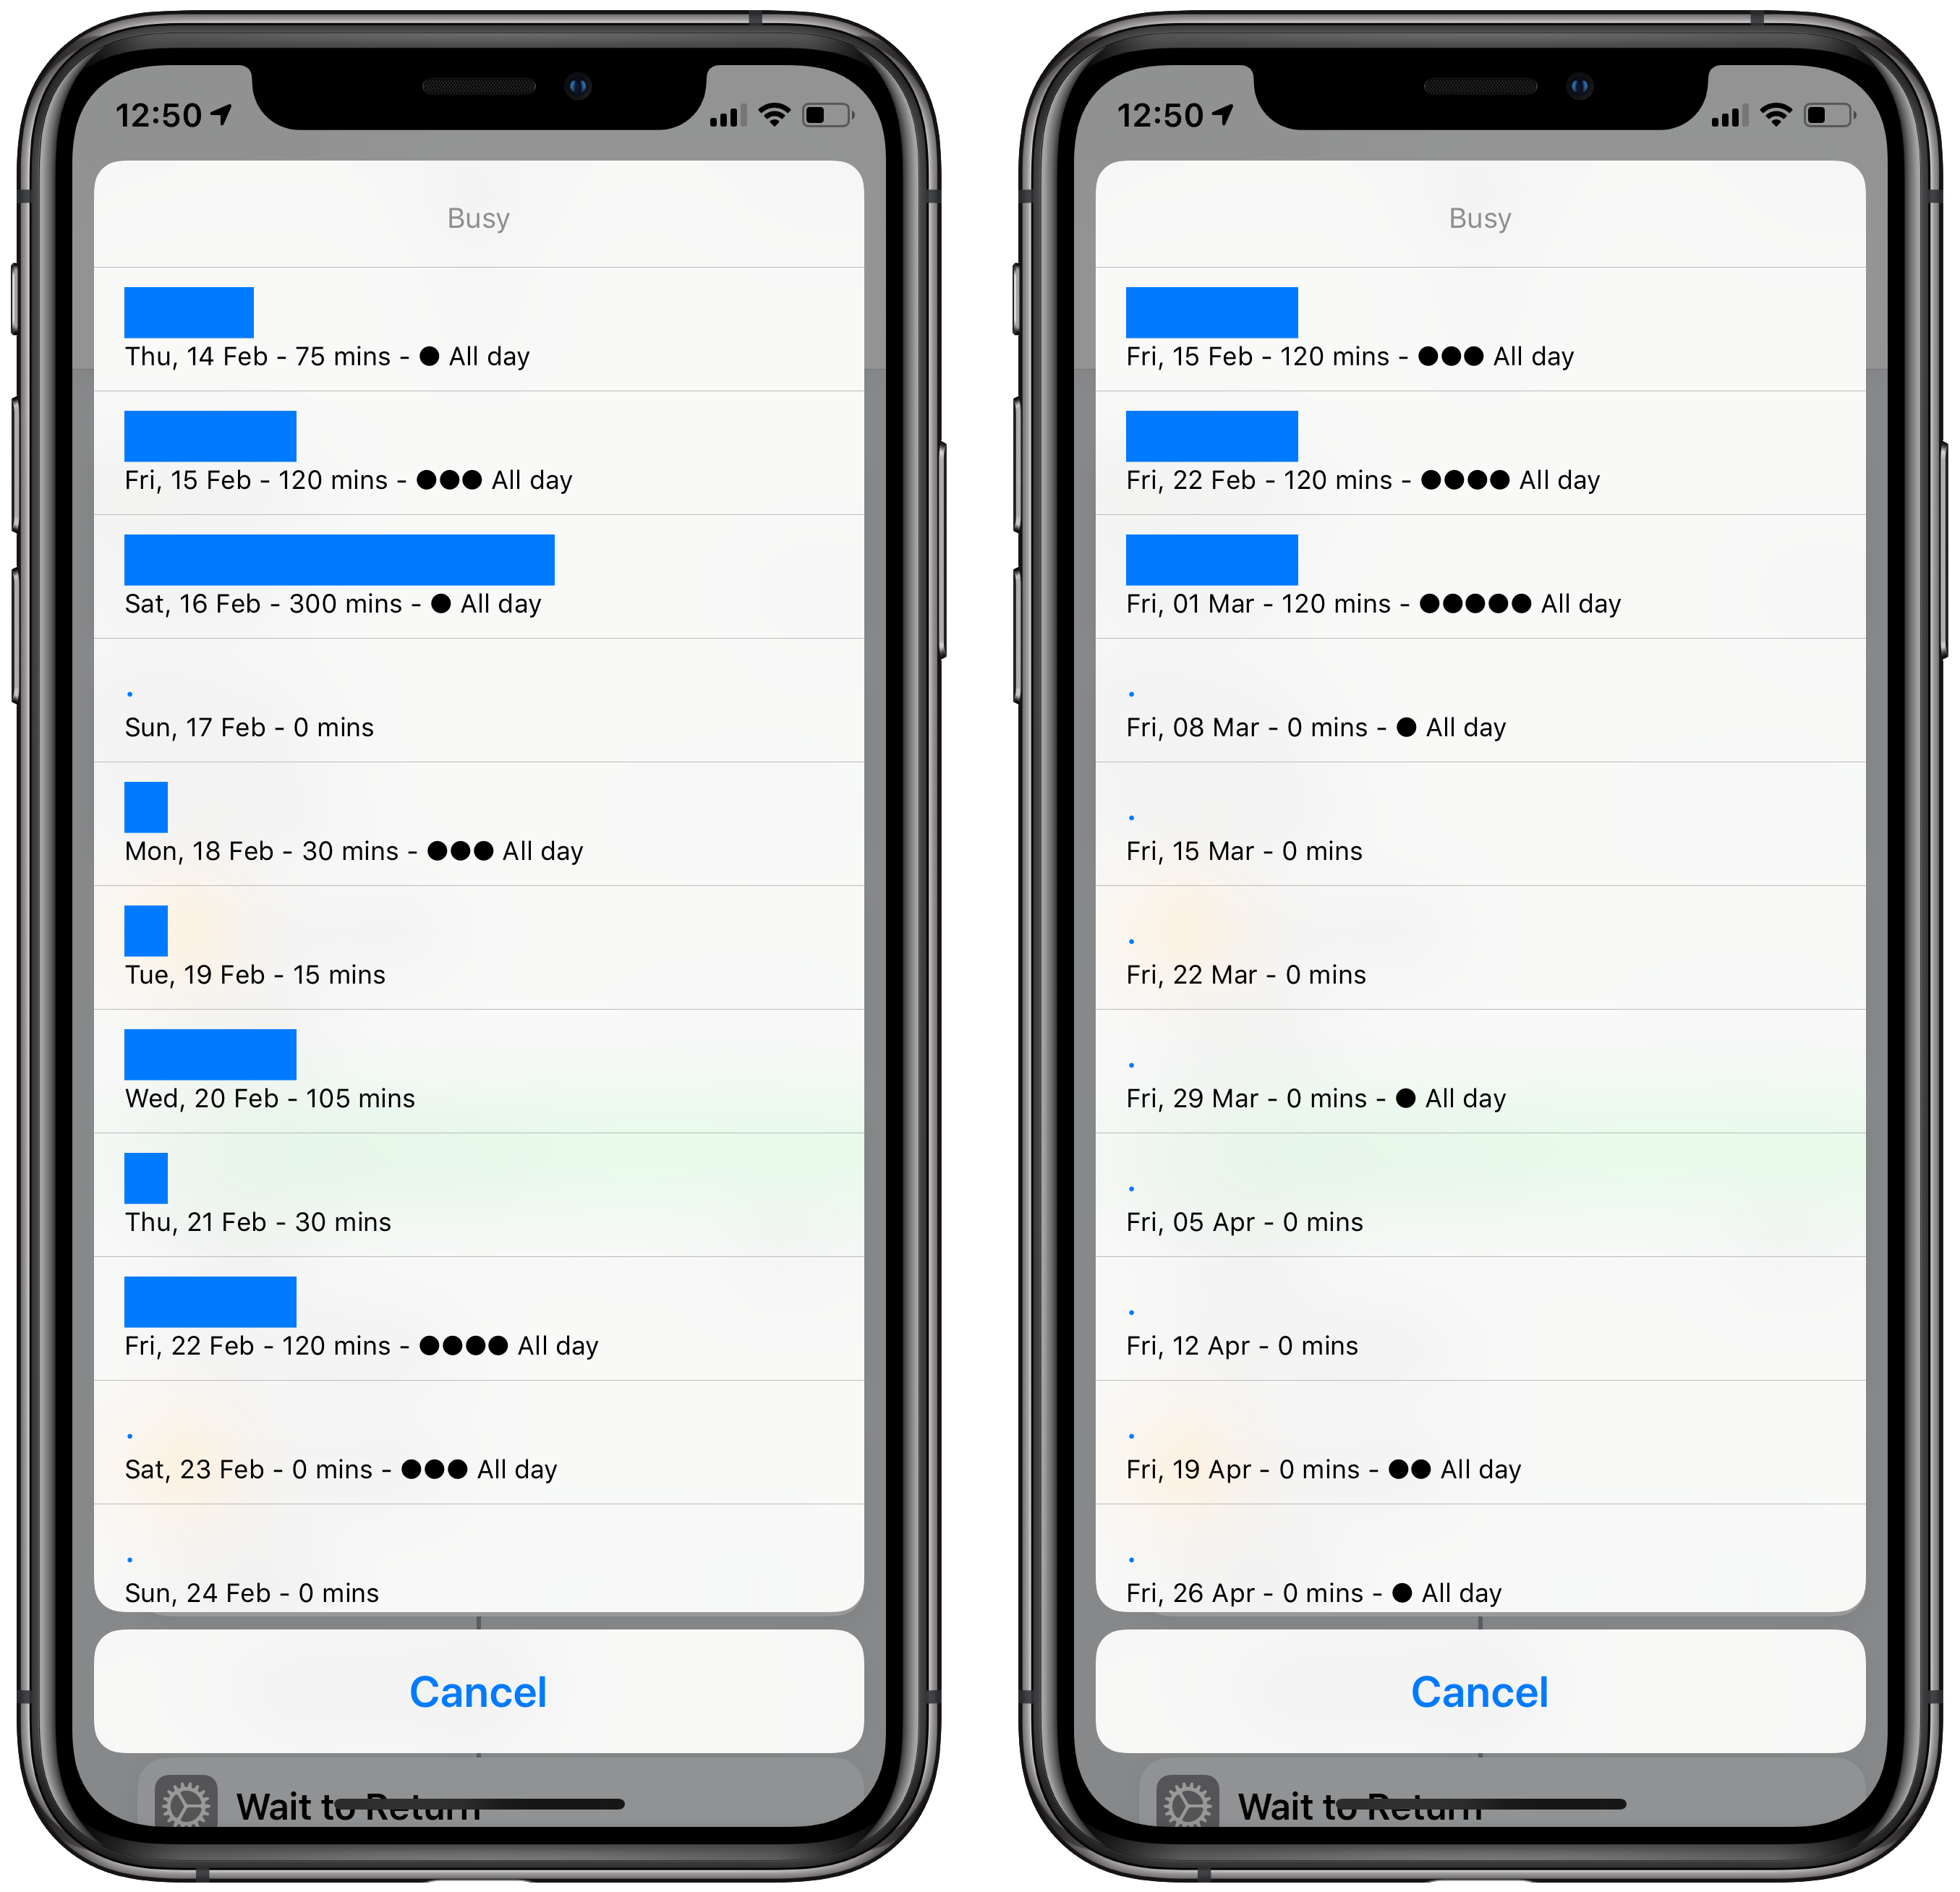 12:50
Busy
Thu, 14 Feb - 75 mins - ● All day
Fri, 15 Feb - 120 mins - ●●● All day
Sat, 16 Feb - 300 mins - ● All day
Sun, 17 Feb - 0 mins
Mon, 18 Feb - 30 mins - ●●● All day
Tue, 19 Feb - 15 mins
Wed, 20 Feb - 105 mins
Thu, 21 Feb - 30 mins
Fri, 22 Feb - 120 mins - ●●●● All day
Sat, 23 Feb - 0 mins - ●●● All day
Sun, 24 Feb - 0 mins
Cancel
Wait to Return
12:50
Busy
Fri, 15 Feb - 120 mins - ●●● All day
Fri, 22 Feb - 120 mins - ●●●● All day
Fri, 01 Mar - 120 mins - ●●●●● All day
Fri, 08 Mar - 0 mins - ● All day
Fri, 15 Mar - 0 mins
Fri, 22 Mar - 0 mins
Fri, 29 Mar - 0 mins - ● All day
Fri, 05 Apr - 0 mins
Fri, 12 Apr - 0 mins
Fri, 19 Apr - 0 mins - ●● All day
Fri, 26 Apr - 0 mins - ● All day
Cancel
Wait to Return